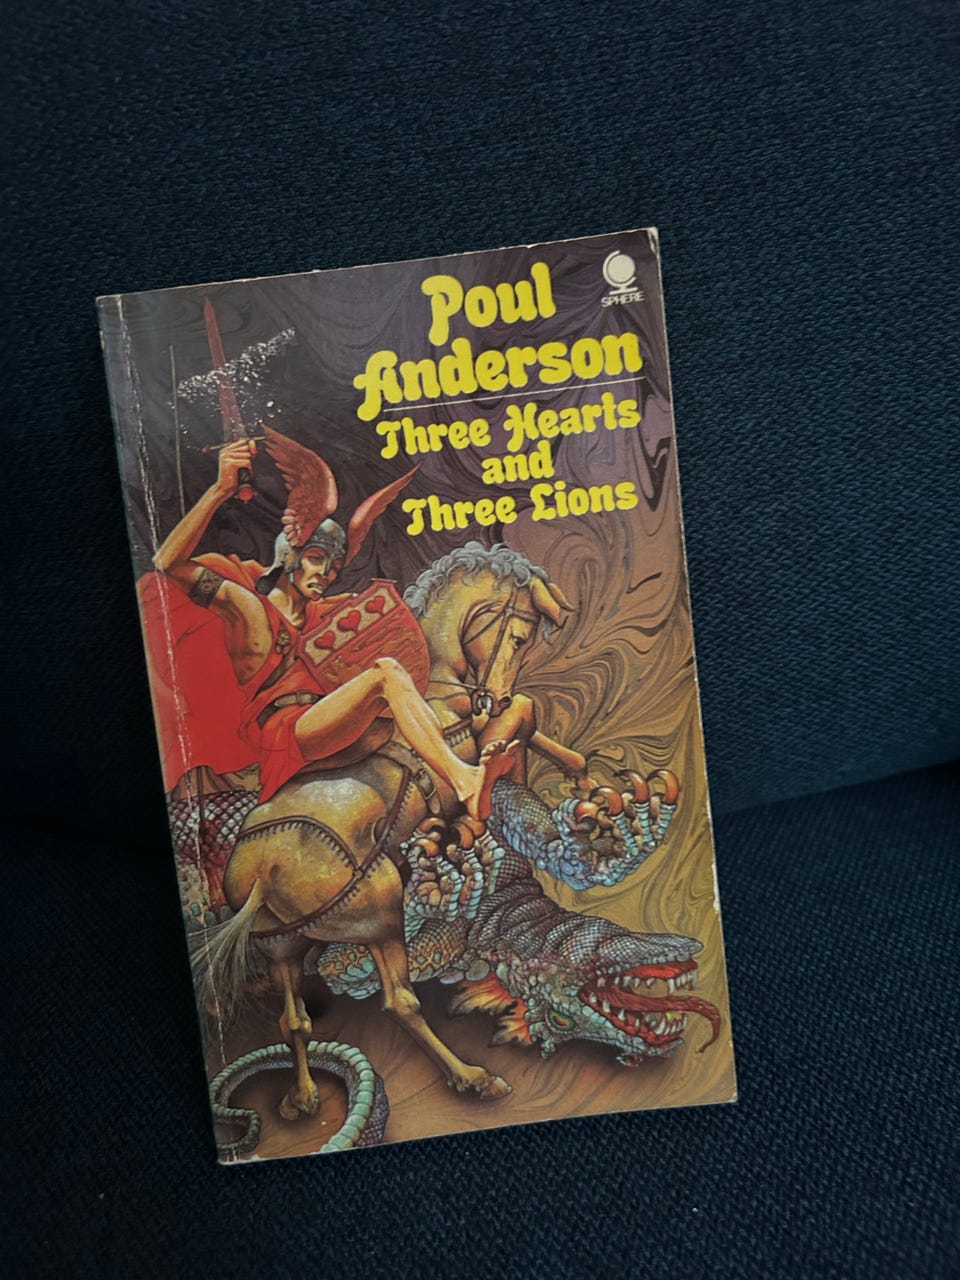 SPHERE
Poul
Anderson
Three Hearts
and
Three Lions